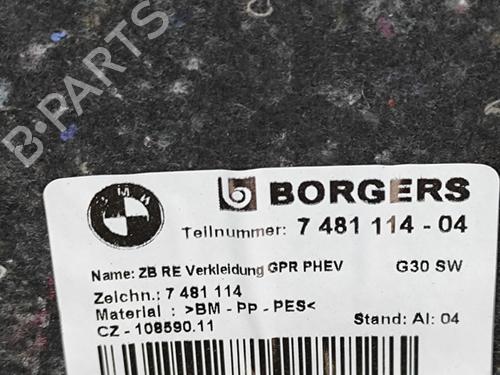 B-PARTS
BMW
BORGERS
Teilnummer: 7 481 114 - 04
Name: ZB RE Verkleidung GPR PHEV G30 SW
Zeichn.: 7 481 114
Material : >BM - PP - PES<
CZ - 108590.11 Stand: AI: 04